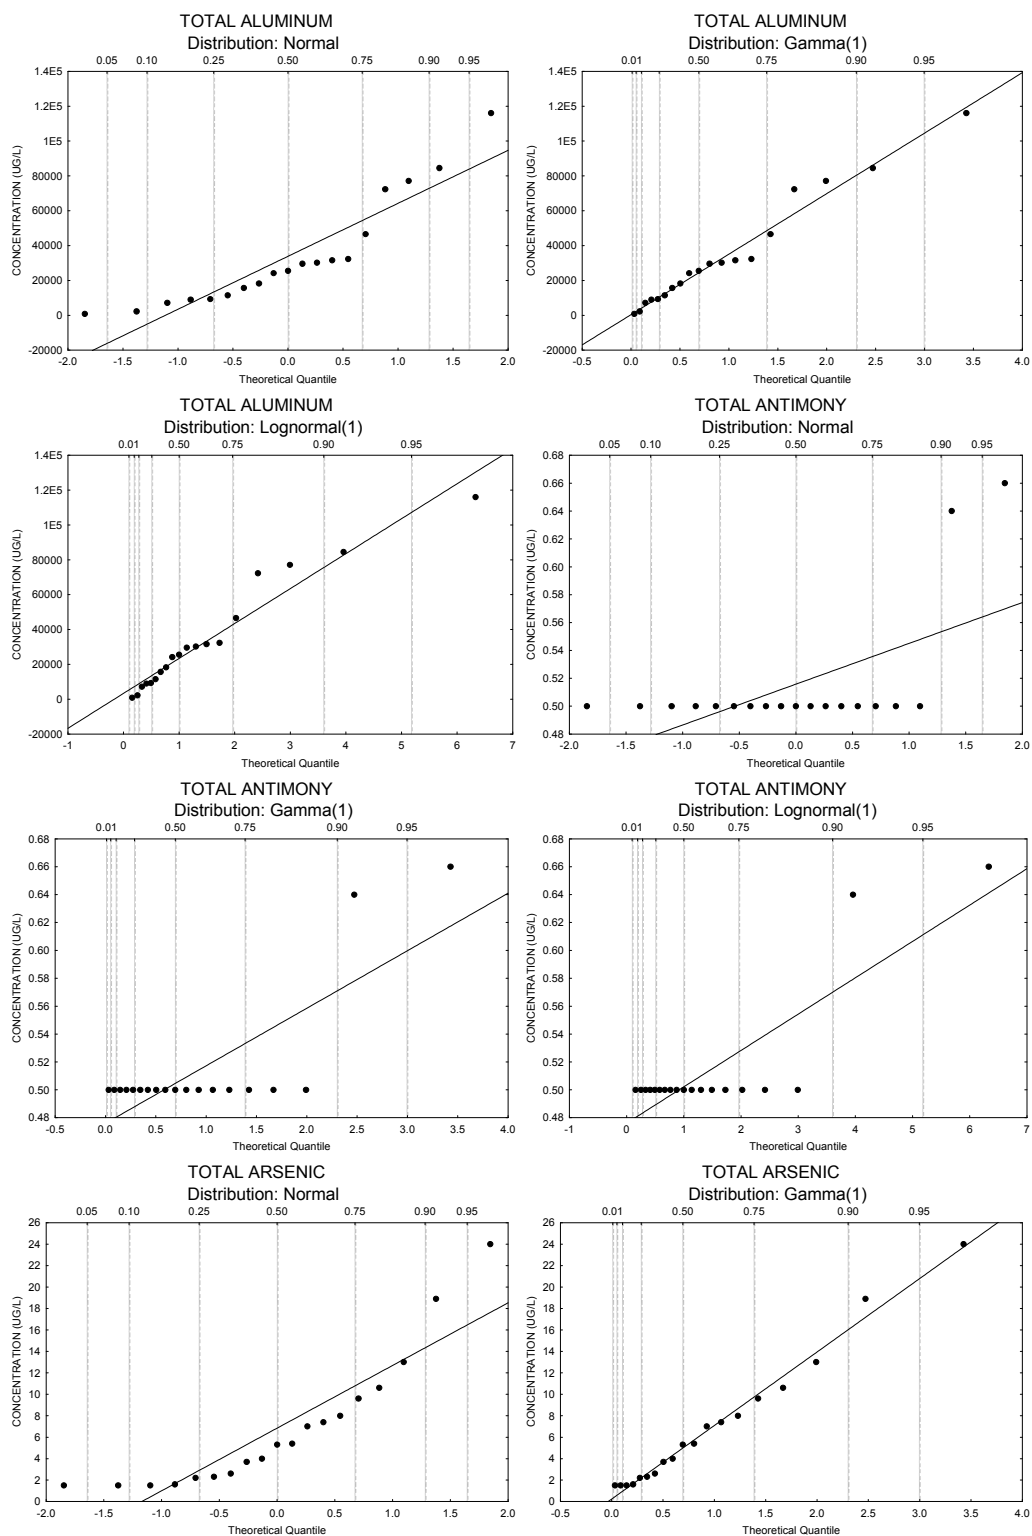 TOTAL ALUMINUM
Distribution: Normal
0.05 0.10 0.25 0.50 0.75 0.90 0.95
1.4E5
1.2E5
1E5
80000
60000
40000
20000
0
-20000
CONCENTRATION (UG/L)
-2.0 -1.5 -1.0 -0.5 0.0 0.5 1.0 1.5 2.0
Theoretical Quantile
TOTAL ALUMINUM
Distribution: Gamma(1)
0.01 0.50 0.75 0.90 0.95
1.4E5
1.2E5
1E5
80000
60000
40000
20000
0
-20000
CONCENTRATION (UG/L)
-0.5 0.0 0.5 1.0 1.5 2.0 2.5 3.0 3.5 4.0
Theoretical Quantile
TOTAL ALUMINUM
Distribution: Lognormal(1)
0.01 0.50 0.75 0.90 0.95
1.4E5
1.2E5
1E5
80000
60000
40000
20000
0
-20000
CONCENTRATION (UG/L)
-1 0 1 2 3 4 5 6 7
Theoretical Quantile
TOTAL ANTIMONY
Distribution: Normal
0.05 0.10 0.25 0.50 0.75 0.90 0.95
0.68
0.66
0.64
0.62
0.60
0.58
0.56
0.54
0.52
0.50
0.48
CONCENTRATION (UG/L)
-2.0 -1.5 -1.0 -0.5 0.0 0.5 1.0 1.5 2.0
Theoretical Quantile
TOTAL ANTIMONY
Distribution: Gamma(1)
0.01 0.50 0.75 0.90 0.95
0.68
0.66
0.64
0.62
0.60
0.58
0.56
0.54
0.52
0.50
0.48
CONCENTRATION (UG/L)
-0.5 0.0 0.5 1.0 1.5 2.0 2.5 3.0 3.5 4.0
Theoretical Quantile
TOTAL ANTIMONY
Distribution: Lognormal(1)
0.01 0.50 0.75 0.90 0.95
0.68
0.66
0.64
0.62
0.60
0.58
0.56
0.54
0.52
0.50
0.48
CONCENTRATION (UG/L)
-1 0 1 2 3 4 5 6 7
Theoretical Quantile
TOTAL ARSENIC
Distribution: Normal
0.05 0.10 0.25 0.50 0.75 0.90 0.95
26
24
22
20
18
16
14
12
10
8
6
4
2
0
CONCENTRATION (UG/L)
-2.0 -1.5 -1.0 -0.5 0.0 0.5 1.0 1.5 2.0
Theoretical Quantile
TOTAL ARSENIC
Distribution: Gamma(1)
0.01 0.50 0.75 0.90 0.95
26
24
22
20
18
16
14
12
10
8
6
4
2
0
CONCENTRATION (UG/L)
-0.5 0.0 0.5 1.0 1.5 2.0 2.5 3.0 3.5 4.0
Theoretical Quantile